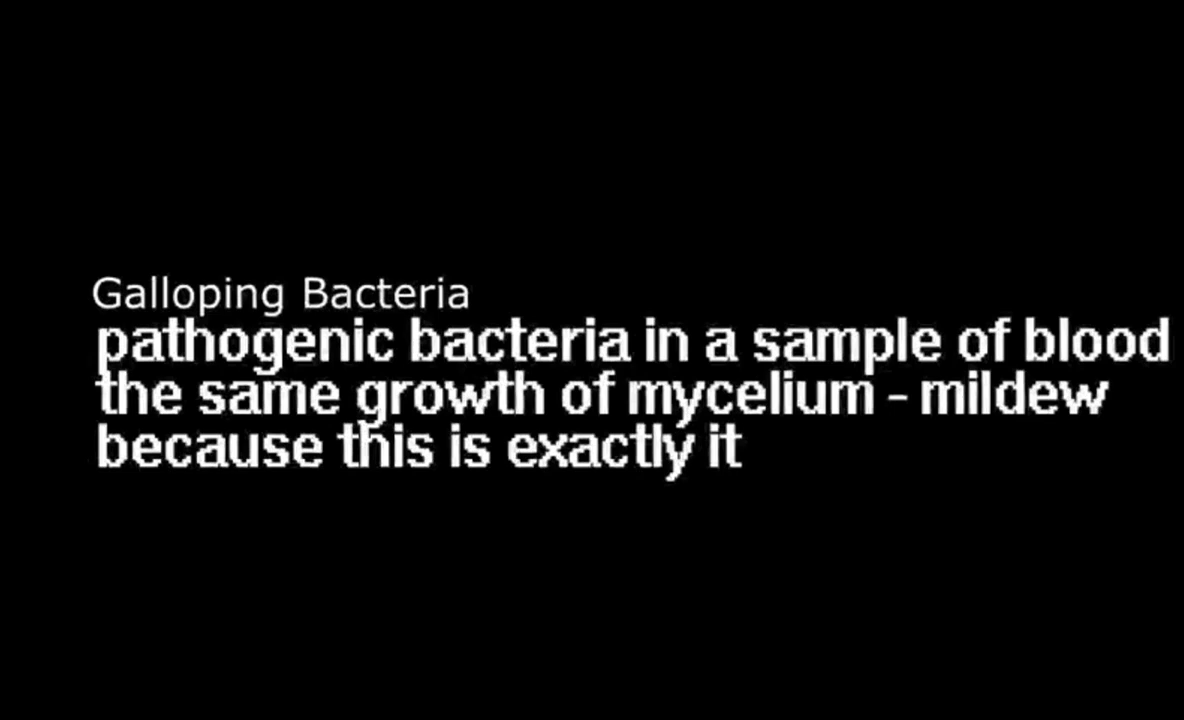 Galloping Bacteria
pathogenic bacteria in a sample of blood
the same growth of mycelium - mildew
because this is exactly it